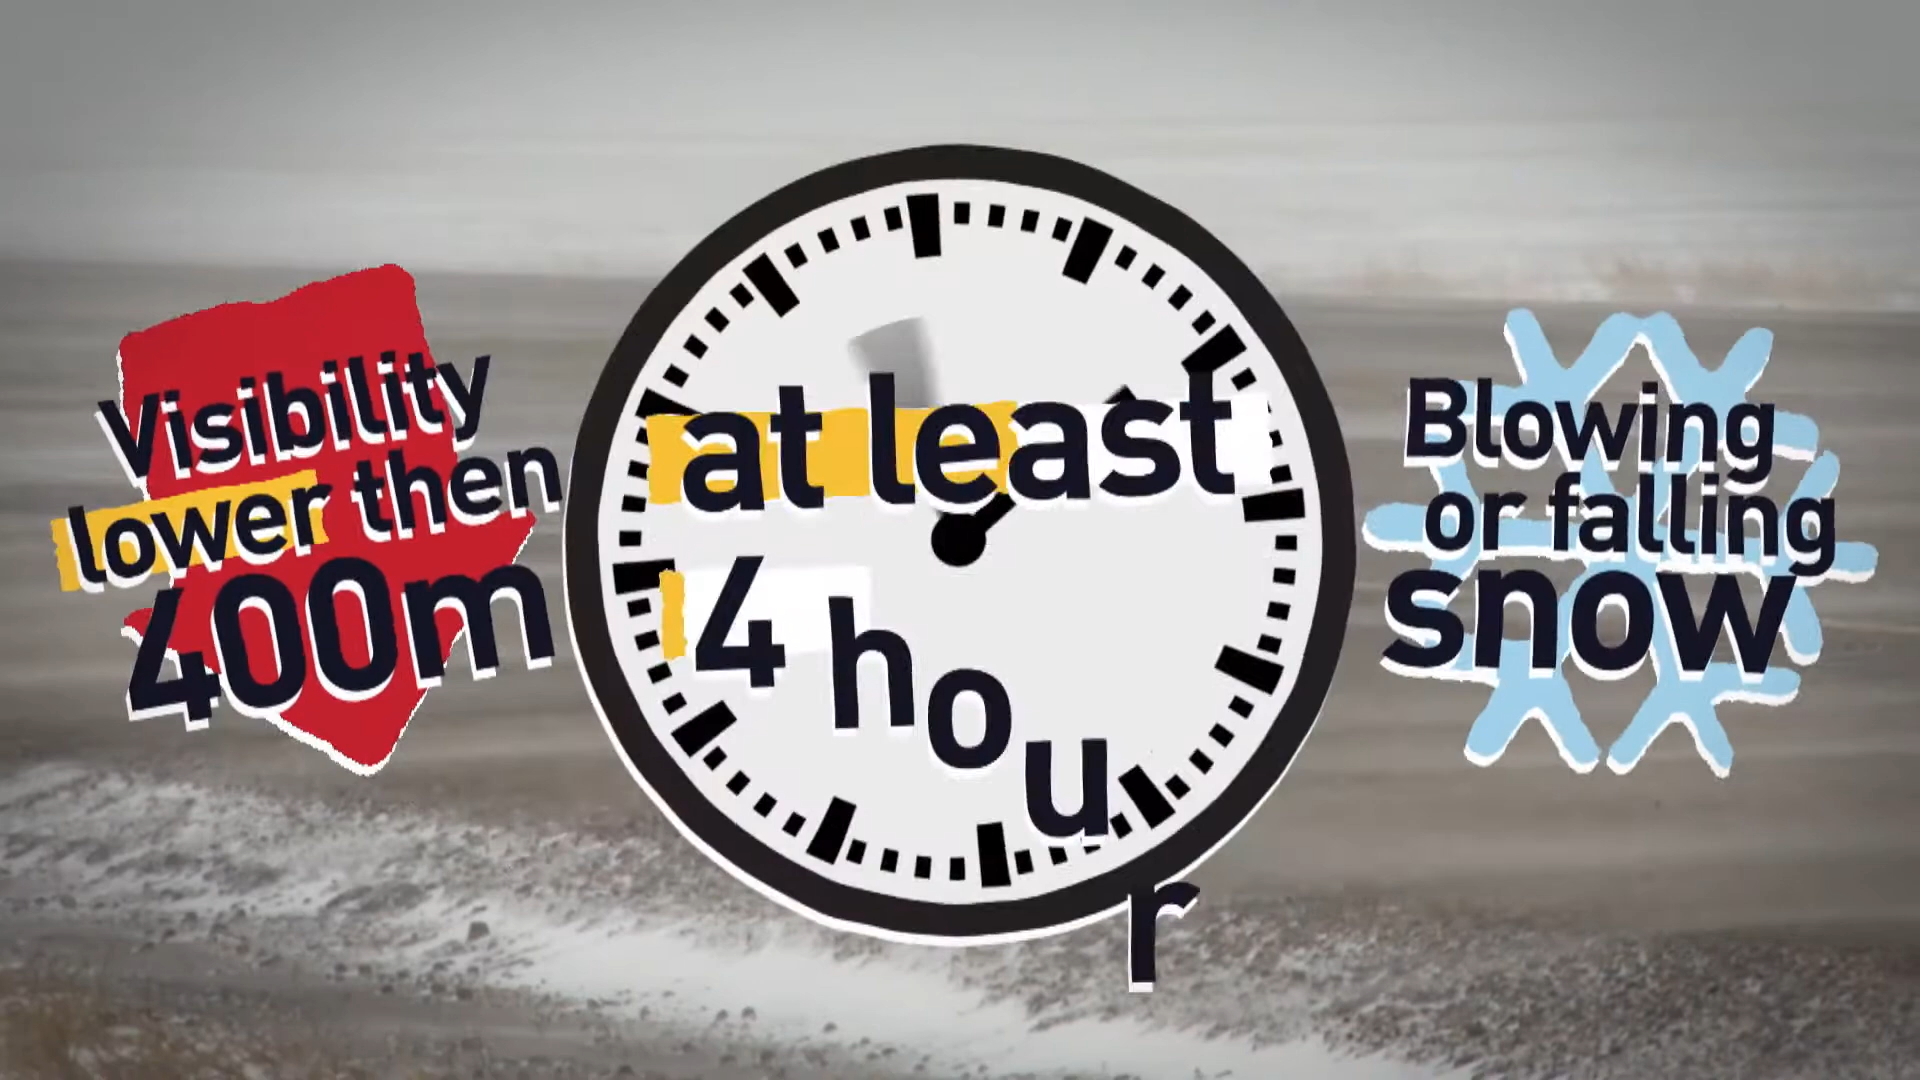 Visibility
lower then
400m
at least
4 hour
Blowing
or falling
snow